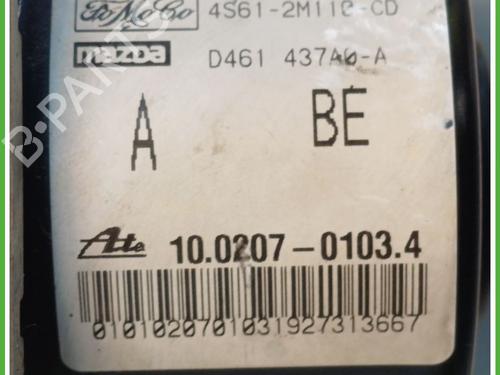 FoMoCo 4S61-2M110-CD
mazda D461 437A0-A
A BE
Ate 10.0207-0103.4
0101020701031927313667
B-PARTS